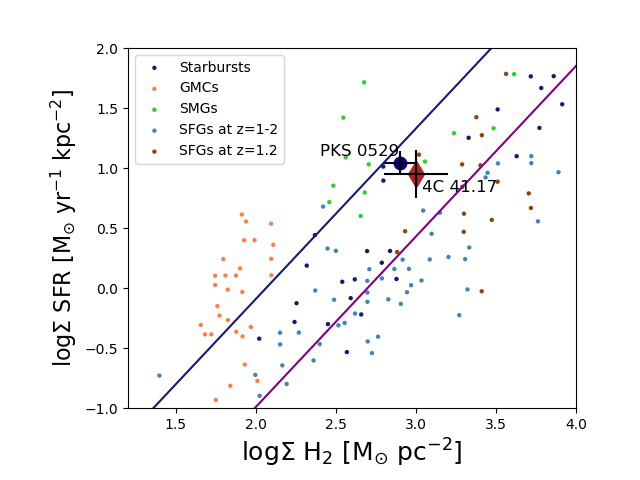 2.0
1.5
1.0
0.5
0.0
−0.5
−1.0
logΣ SFR [M⊙ yr⁻¹ kpc⁻²]
Starbursts
GMCs
SMGs
SFGs at z=1-2
SFGs at z=1.2
PKS 0529
4C 41.17
1.5 2.0 2.5 3.0 3.5 4.0
logΣ H₂ [M⊙ pc⁻²]